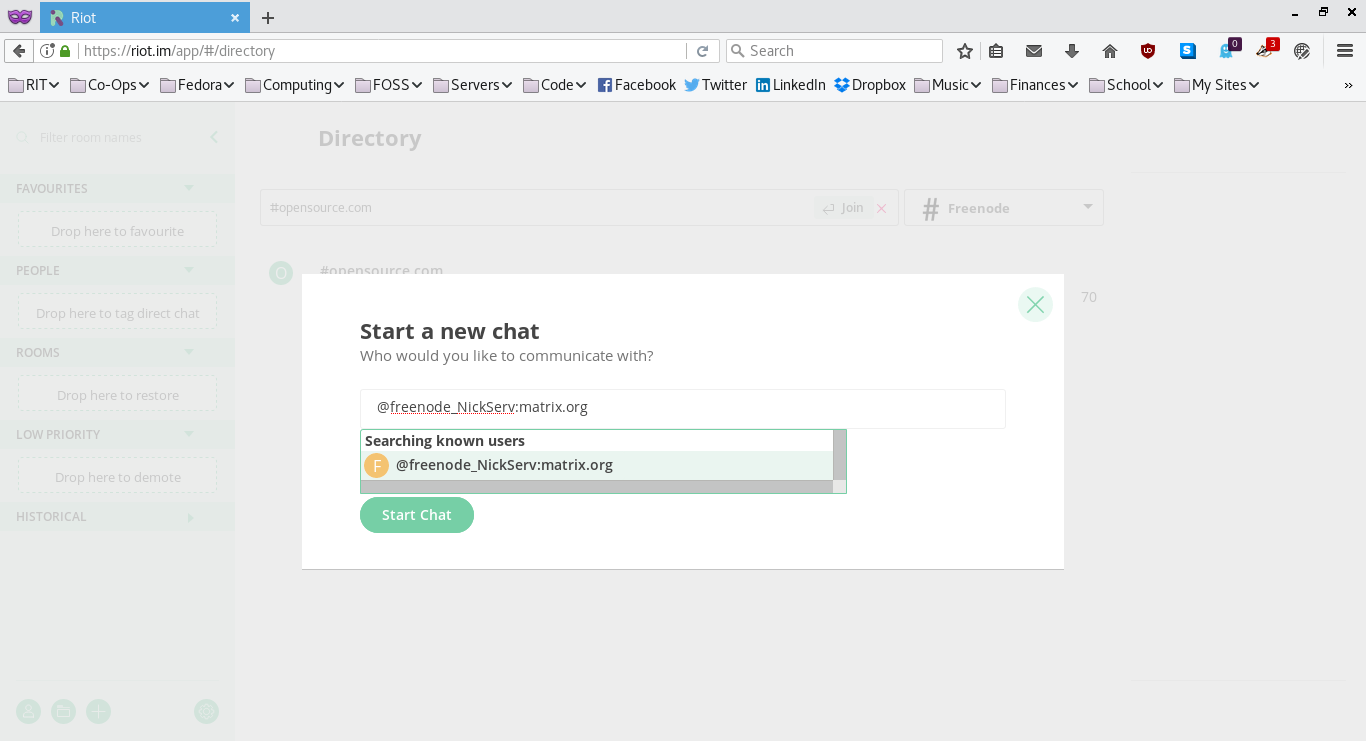 Riot
https://riot.im/app/#/directory
Search
0
3
RIT
Co-Ops
Fedora
Computing
FOSS
Servers
Code
Facebook
Twitter
LinkedIn
Dropbox
Music
Finances
School
My Sites
Filter room names
Directory
FAVOURITES
Drop here to favourite
PEOPLE
Drop here to tag direct chat
ROOMS
Drop here to restore
LOW PRIORITY
Drop here to demote
HISTORICAL
#opensource.com
Join
# Freenode
O
#opensource.com
70
Start a new chat
Who would you like to communicate with?
@freenode_NickServ:matrix.org
Searching known users
F @freenode_NickServ:matrix.org
Start Chat